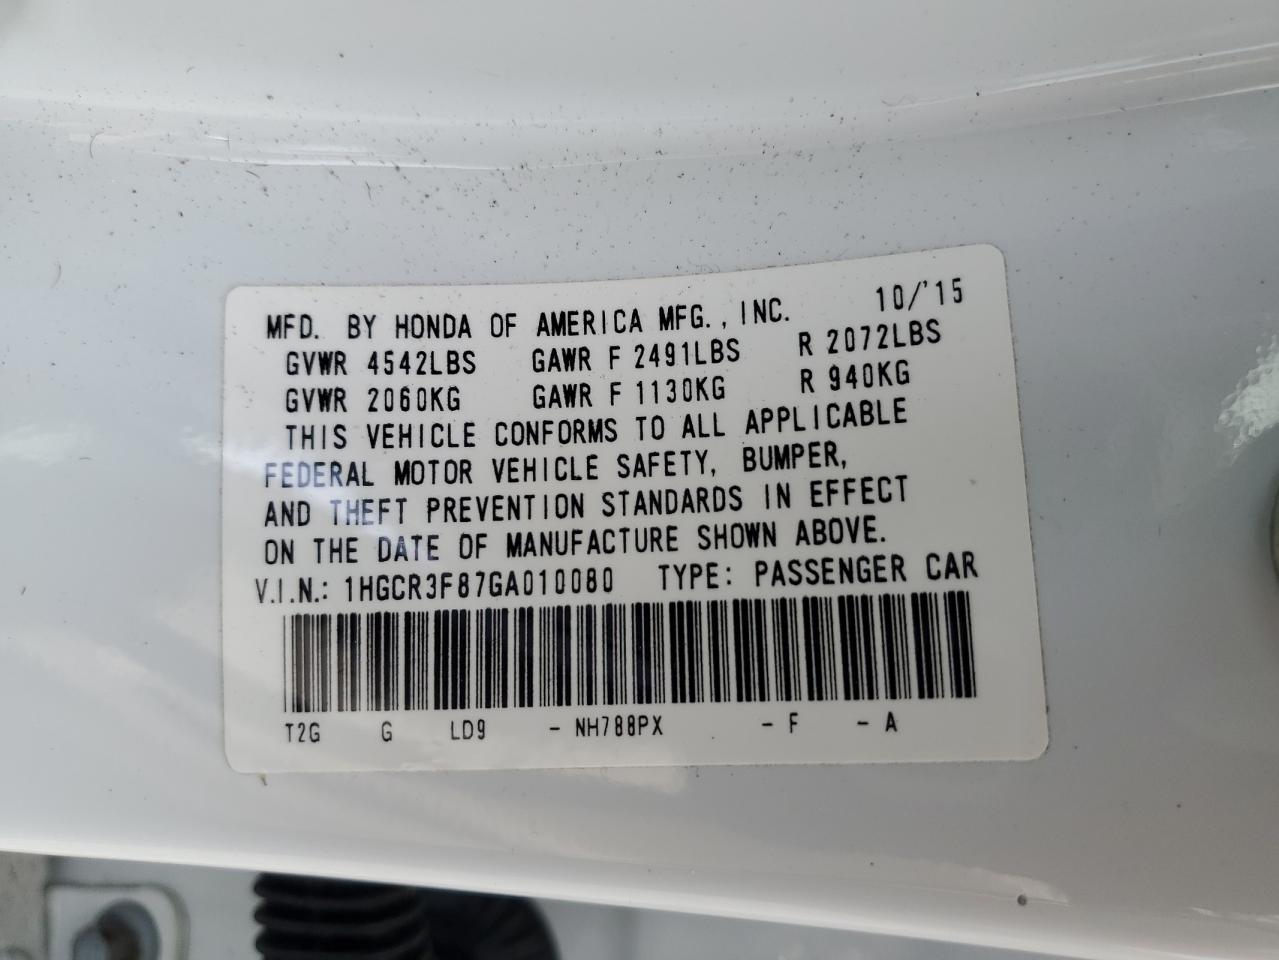 MFD. BY HONDA OF AMERICA MFG., INC. 10/'15
GVWR 4542LBS GAWR F 2491LBS R 2072LBS
GVWR 2060KG GAWR F 1130KG R 940KG
THIS VEHICLE CONFORMS TO ALL APPLICABLE
FEDERAL MOTOR VEHICLE SAFETY, BUMPER,
AND THEFT PREVENTION STANDARDS IN EFFECT
ON THE DATE OF MANUFACTURE SHOWN ABOVE.
V.I.N.: 1HGCR3F87GA010080 TYPE: PASSENGER CAR
T2G G LD9 - NH788PX - F - A